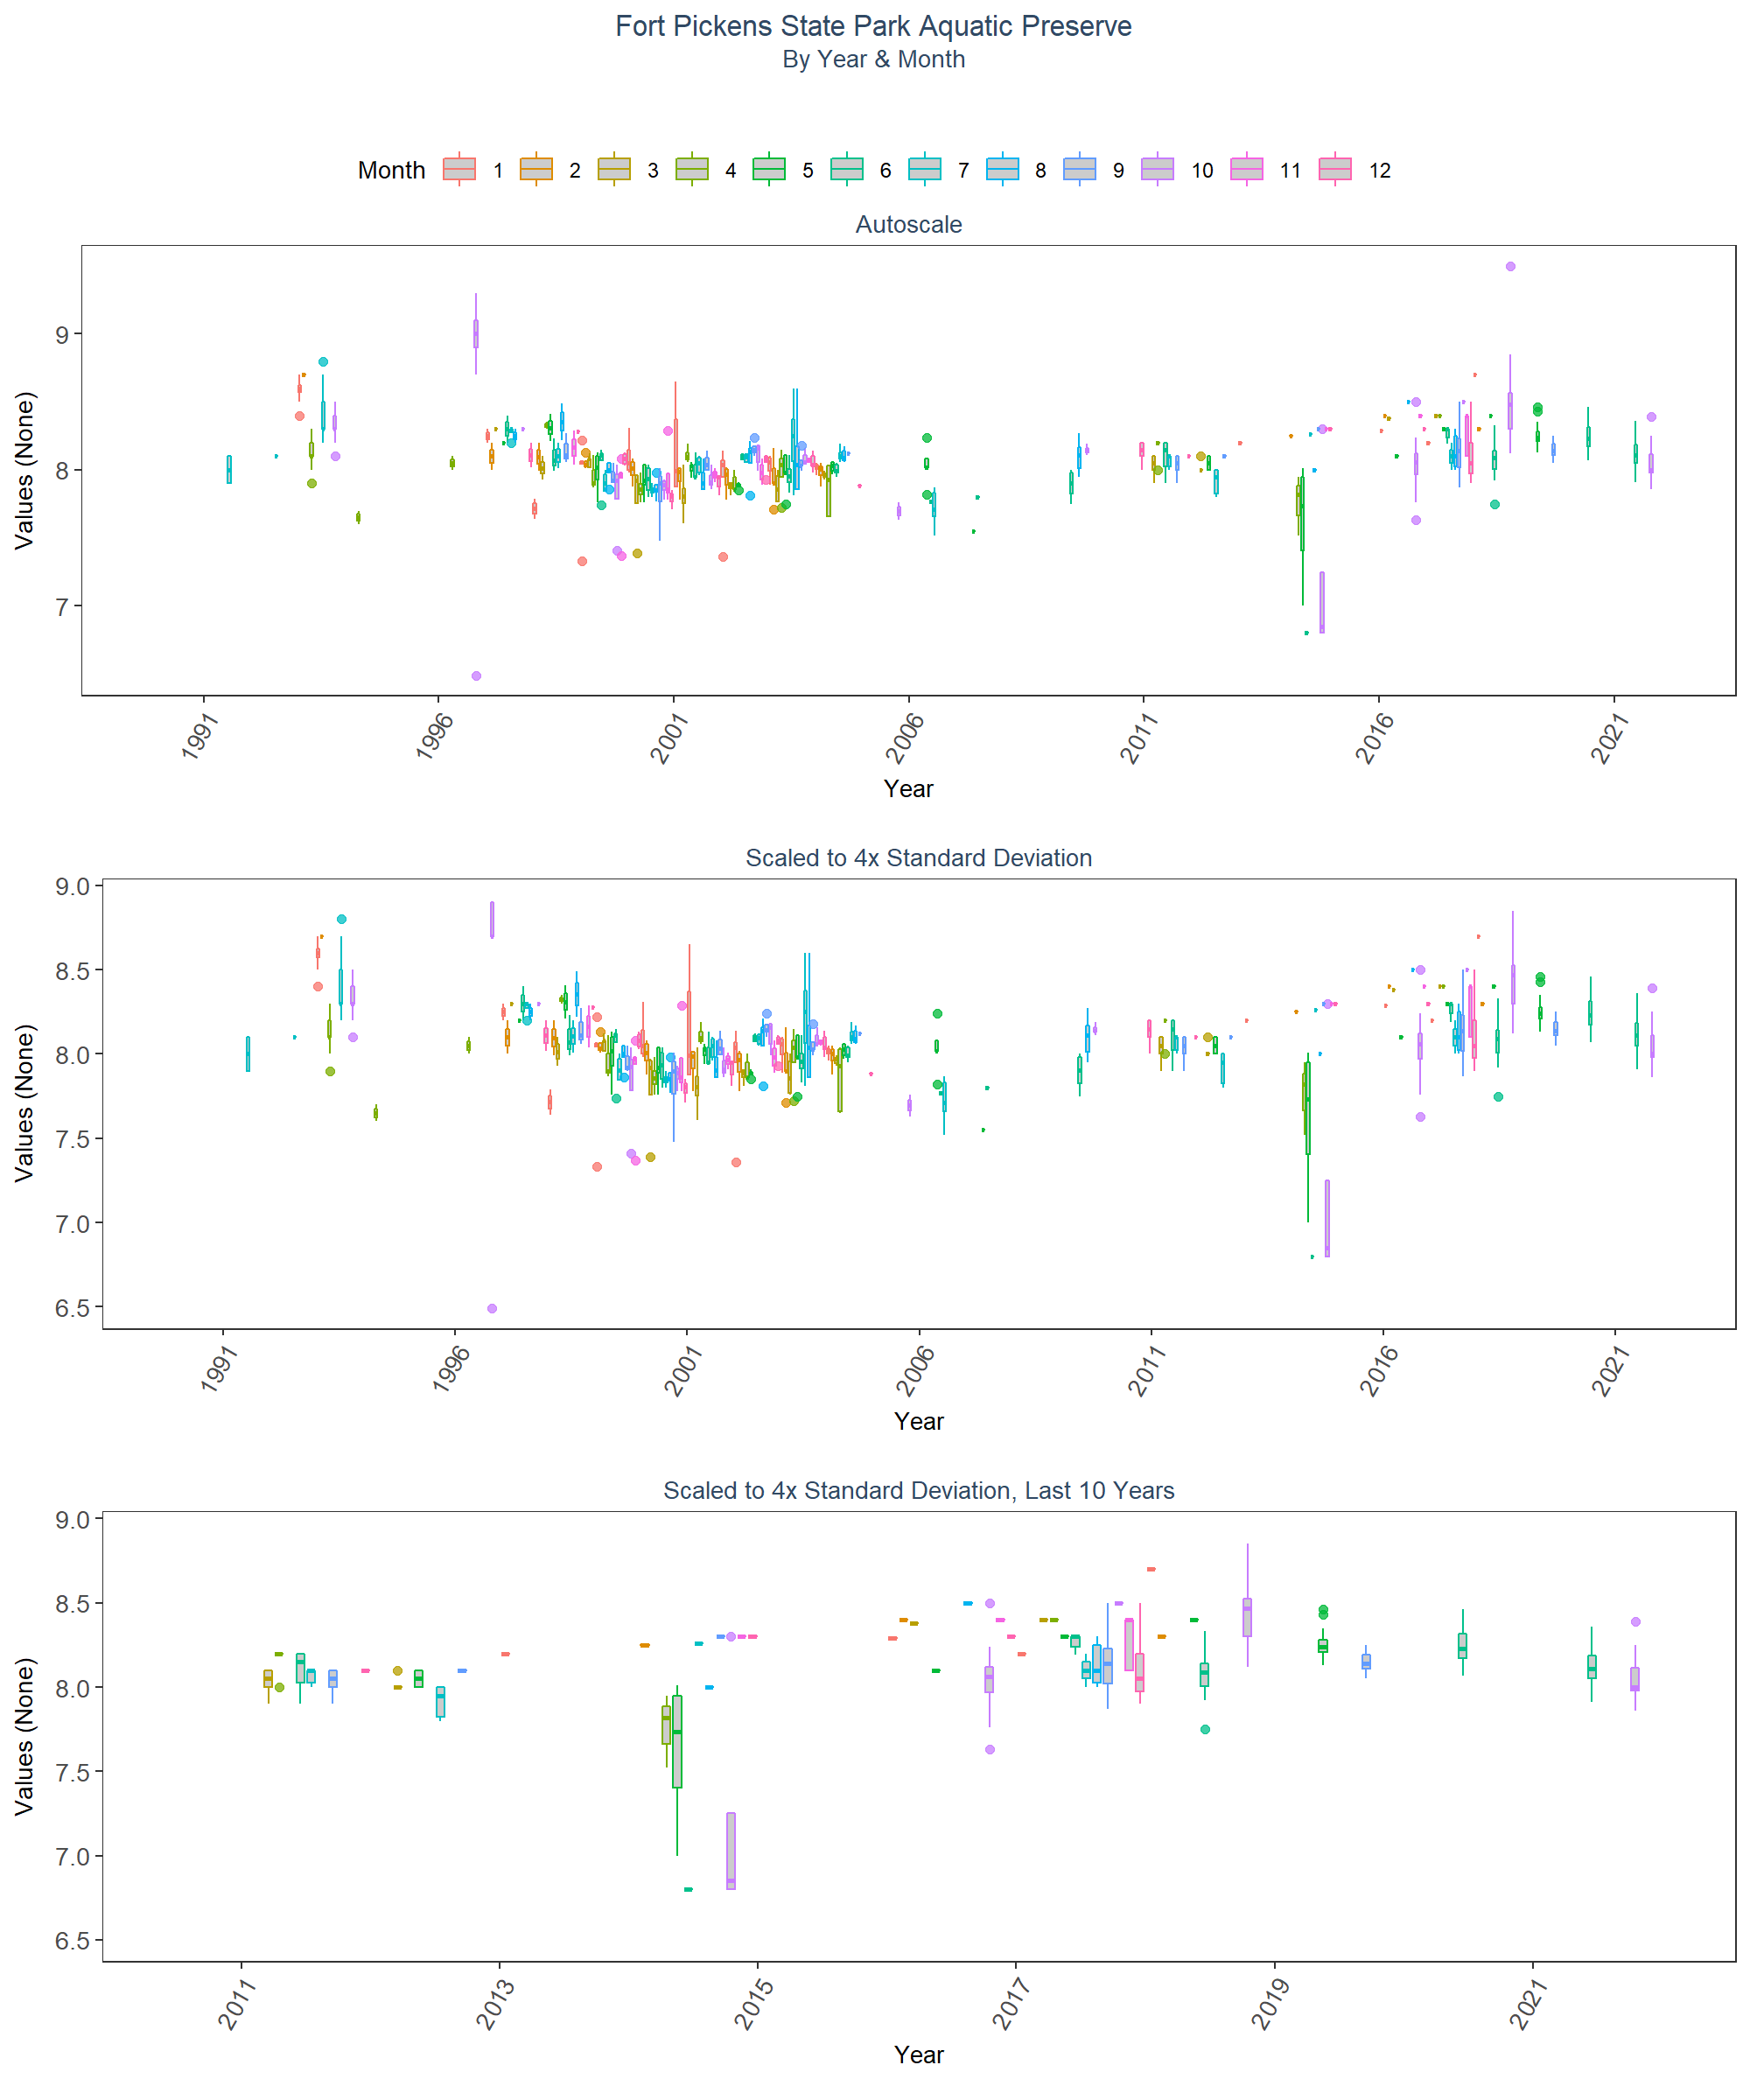 Fort Pickens State Park Aquatic Preserve
By Year & Month
Month 1 2 3 4 5 6 7 8 9 10 11 12
Autoscale
Values (None)
9
8
7
1991 1996 2001 2006 2011 2016 2021
Year
Scaled to 4x Standard Deviation
Values (None)
9.0
8.5
8.0
7.5
7.0
6.5
1991 1996 2001 2006 2011 2016 2021
Year
Scaled to 4x Standard Deviation, Last 10 Years
Values (None)
9.0
8.5
8.0
7.5
7.0
6.5
2011 2013 2015 2017 2019 2021
Year